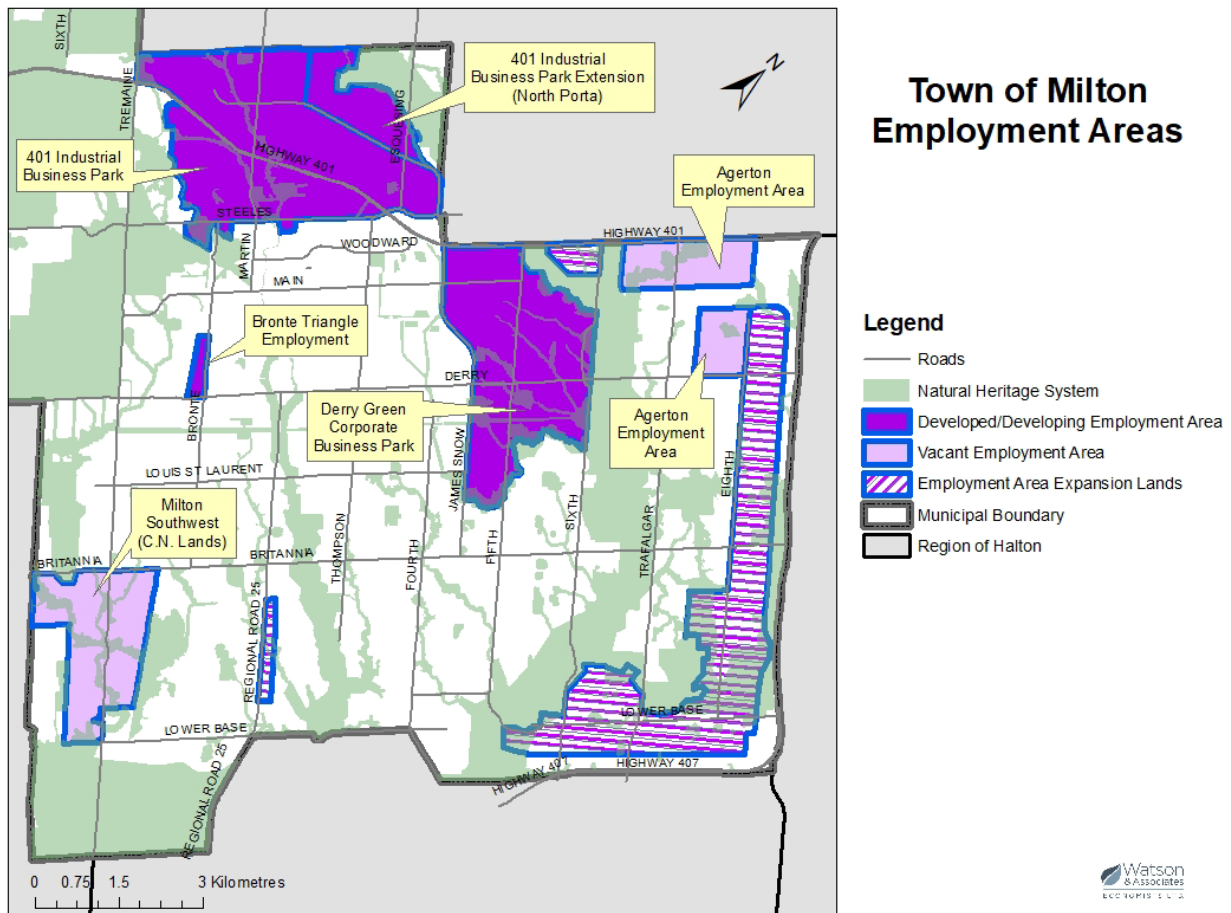 Town of Milton
Employment Areas
SIXTH
TREMAINE
401 Industrial
Business Park Extension
(North Porta)
N
401 Industrial
Business Park
HIGHWAY 401
ESQUESING
Agerton
Employment Area
STEELES
MARTIN
WOODWARD
HIGHWAY 401
MAIN
Bronte Triangle
Employment
BRONTE
DERRY
Derry Green
Corporate
Business Park
Agerton
Employment
Area
LOUIS ST LAURENT
JAMES SNOW
EIGHTH
Milton
Southwest
(C.N. Lands)
SIXTH
TRAFALGAR
BRITANNIA
BRITANNIA
THOMPSON
FOURTH
FIFTH
REGIONAL ROAD 25
LOWER BASE
LOWER BASE
HIGHWAY 407
HIGHWAY 407
REGIONAL ROAD 25
0 0.75 1.5 3 Kilometres
Legend
Roads
Natural Heritage System
Developed/Developing Employment Area
Vacant Employment Area
Employment Area Expansion Lands
Municipal Boundary
Region of Halton
Watson
& Associates
ECONOMISTS LTD.